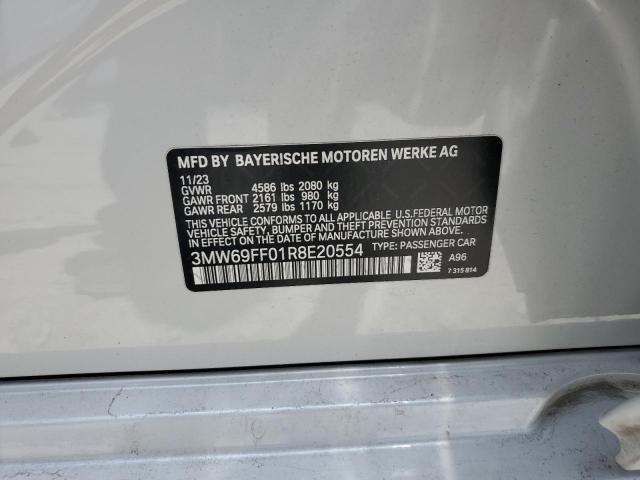 MFD BY BAYERISCHE MOTOREN WERKE AG
11/23
GVWR 4586 lbs 2080 kg
GAWR FRONT 2161 lbs 980 kg
GAWR REAR 2579 lbs 1170 kg
THIS VEHICLE CONFORMS TO ALL APPLICABLE U.S.FEDERAL MOTOR
VEHICLE SAFETY, BUMPER, AND THEFT PREVENTION STANDARDS
IN EFFECT ON THE DATE OF MANUFACTURE SHOWN ABOVE.
3MW69FF01R8E20554 TYPE: PASSENGER CAR
A96
7 315 814